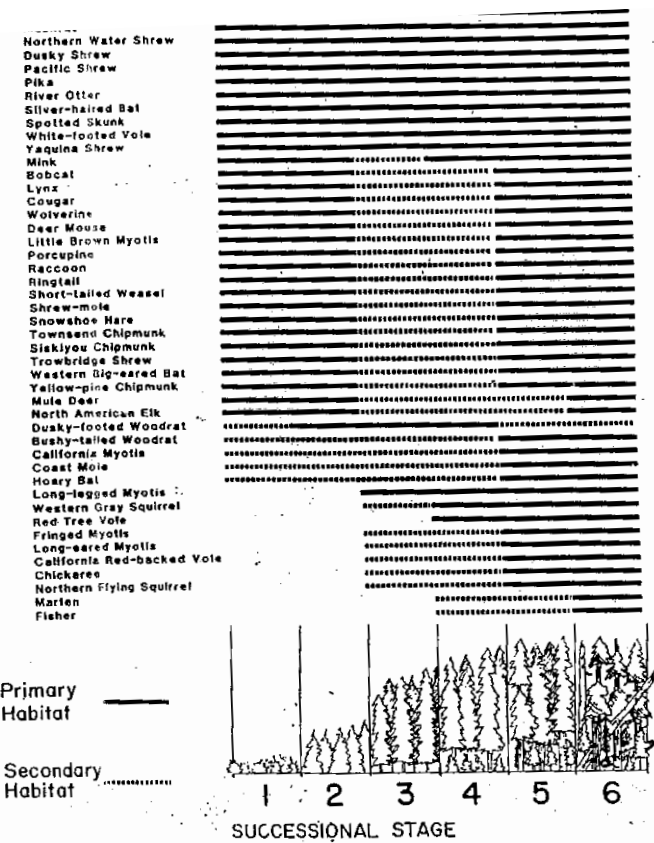 Northern Water Shrew
Dusky Shrew
Pacific Shrew
Pika
River Otter
Silver-haired Bat
Spotted Skunk
White-footed Vole
Yaquina Shrew
Mink
Bobcat
Lynx
Cougar
Wolverine
Deer Mouse
Little Brown Myotis
Porcupine
Raccoon
Ringtail
Short-tailed Weasel
Shrew-mole
Snowshoe Hare
Townsend Chipmunk
Siskiyou Chipmunk
Trowbridge Shrew
Western Big-eared Bat
Yellow-pine Chipmunk
Mule Deer
North American Elk
Dusky-footed Woodrat
Bushy-tailed Woodrat
California Myotis
Coast Mole
Hoary Bat
Long-legged Myotis
Western Gray Squirrel
Red Tree Vole
Fringed Myotis
Long-eared Myotis
California Red-backed Vole
Chickaree
Northern Flying Squirrel
Marten
Fisher
Primary
Habitat
Secondary
Habitat
1 2 3 4 5 6
SUCCESSIONAL STAGE